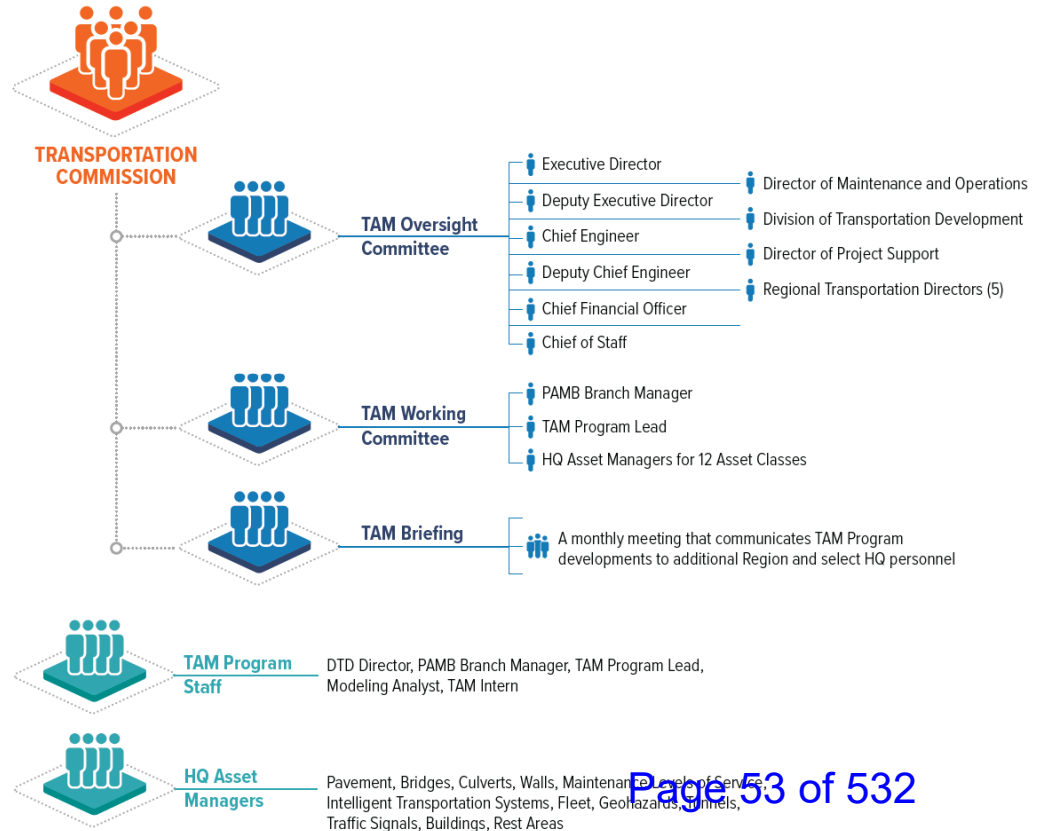 TRANSPORTATION
COMMISSION
TAM Oversight
Committee
Executive Director
Deputy Executive Director
Chief Engineer
Deputy Chief Engineer
Chief Financial Officer
Chief of Staff
Director of Maintenance and Operations
Division of Transportation Development
Director of Project Support
Regional Transportation Directors (5)
TAM Working
Committee
PAMB Branch Manager
TAM Program Lead
HQ Asset Managers for 12 Asset Classes
TAM Briefing
A monthly meeting that communicates TAM Program
developments to additional Region and select HQ personnel
TAM Program
Staff
DTD Director, PAMB Branch Manager, TAM Program Lead,
Modeling Analyst, TAM Intern
HQ Asset
Managers
Pavement, Bridges, Culverts, Walls, Maintenance Levels of Service,
Intelligent Transportation Systems, Fleet, Geohazards, Tunnels,
Traffic Signals, Buildings, Rest Areas
Page 53 of 532